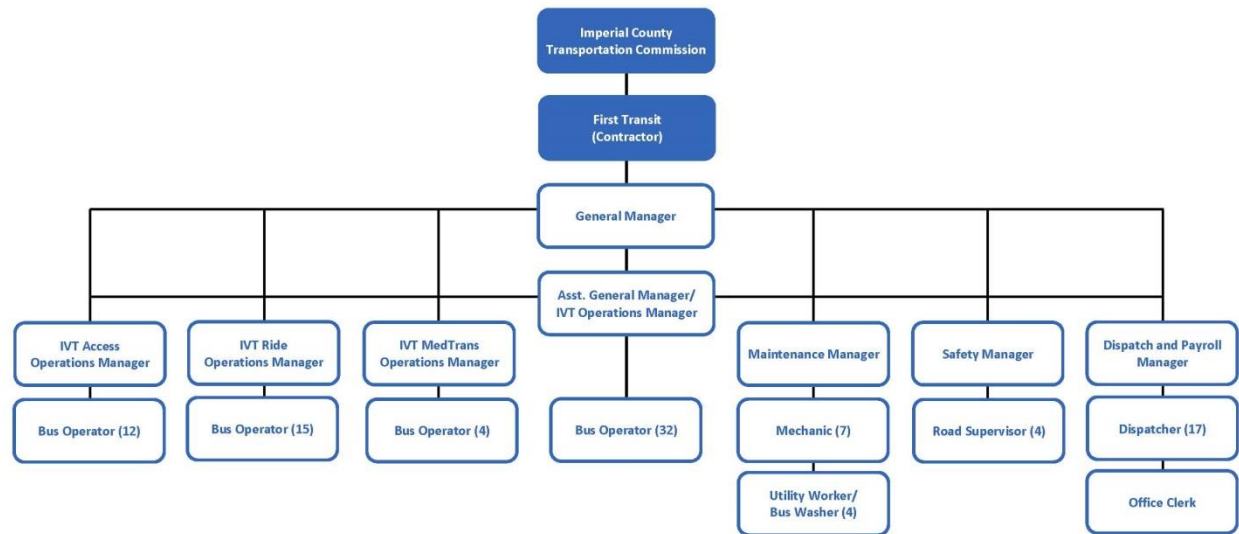 Imperial County
Transportation Commission
First Transit
(Contractor)
General Manager
Asst. General Manager/
IVT Operations Manager
IVT Access
Operations Manager
IVT Ride
Operations Manager
IVT MedTrans
Operations Manager
Maintenance Manager
Safety Manager
Dispatch and Payroll
Manager
Bus Operator (12)
Bus Operator (15)
Bus Operator (4)
Bus Operator (32)
Mechanic (7)
Road Supervisor (4)
Dispatcher (17)
Utility Worker/
Bus Washer (4)
Office Clerk